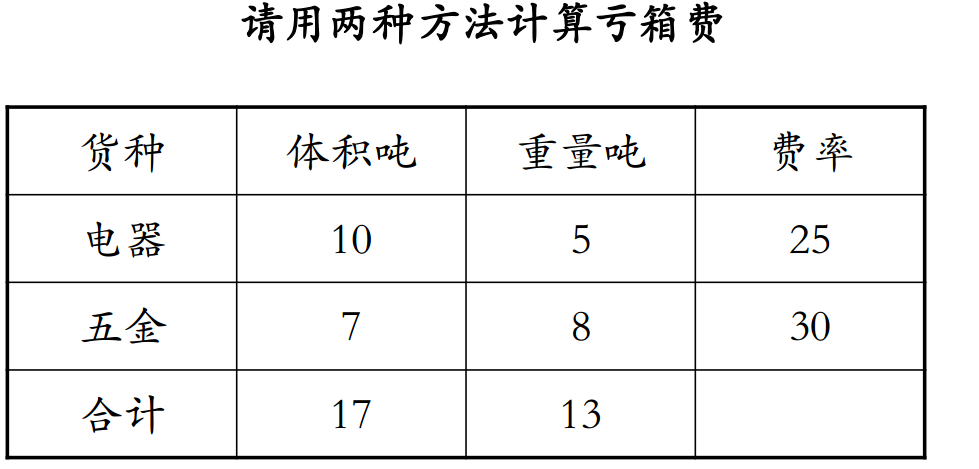 请用两种方法计算亏箱费
货种 体积吨 重量吨 费率
电器 10 5 25
五金 7 8 30
合计 17 13